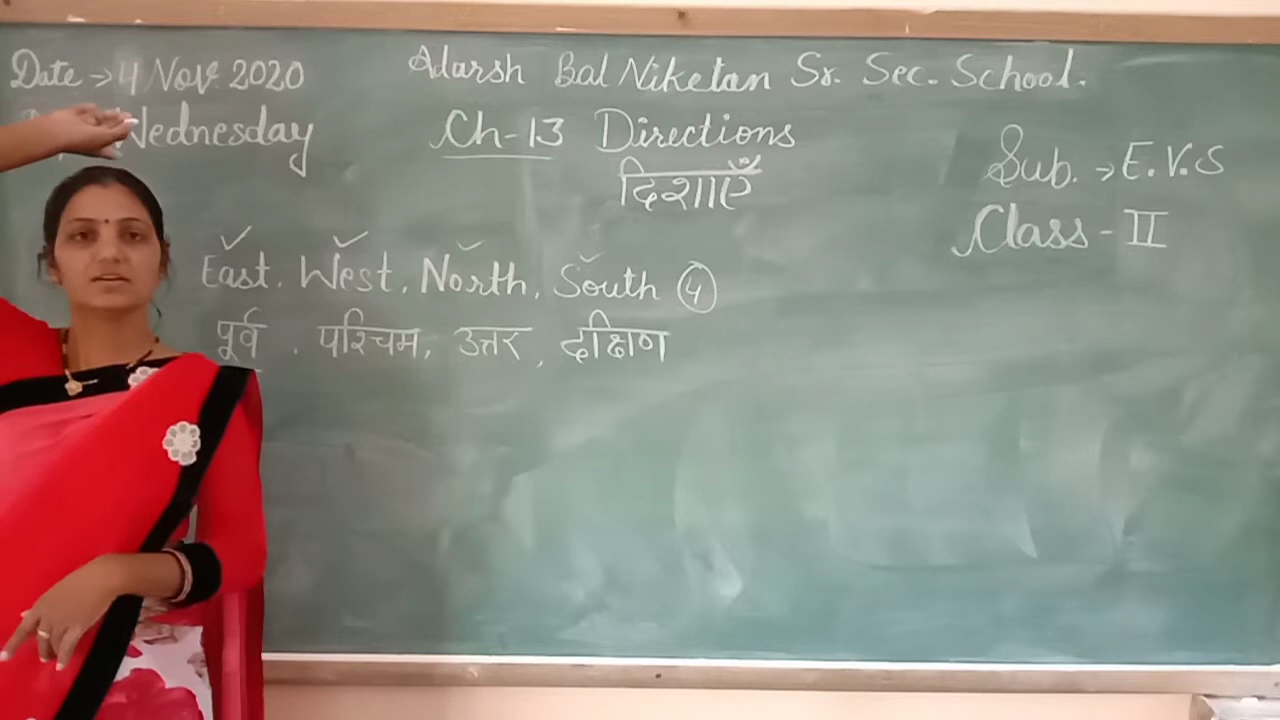 Date → 4 Nov. 2020
Adarsh Bal Niketan Sr. Sec. School.
Wednesday
Ch-13 Directions
दिशाएँ
Sub. → E.V.S
Class - II
East, West, North, South 4
पूर्व , पश्चिम, उत्तर , दक्षिण